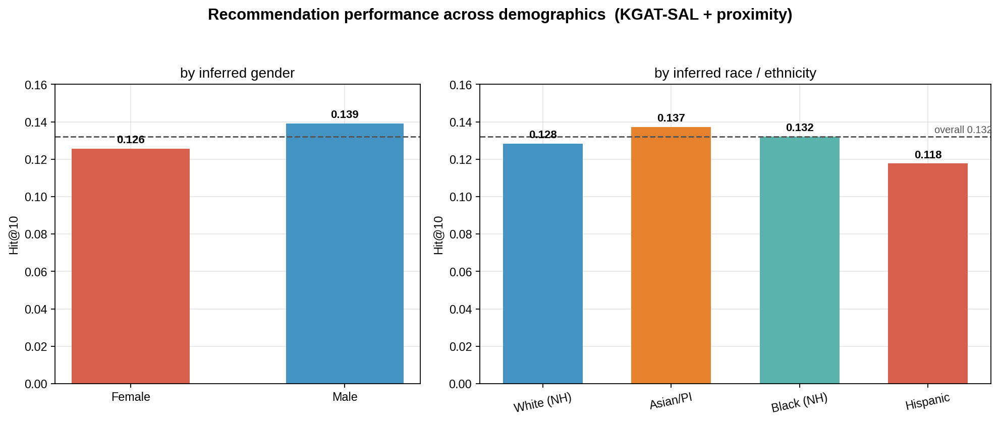 Recommendation performance across demographics (KGAT-SAL + proximity)
by inferred gender
Hit@10
0.16
0.14
0.12
0.10
0.08
0.06
0.04
0.02
0.00
0.126
0.139
Female
Male
by inferred race / ethnicity
Hit@10
0.16
0.14
0.12
0.10
0.08
0.06
0.04
0.02
0.00
0.128
0.137
0.132
0.118
overall 0.132
White (NH)
Asian/PI
Black (NH)
Hispanic